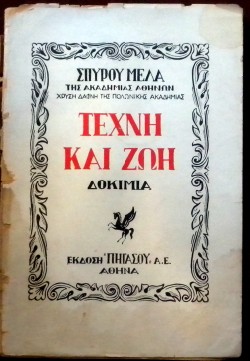 ΣΠΥΡΟΥ ΜΕΛΑ
ΤΗΣ ΑΚΑΔΗΜΙΑΣ ΑΘΗΝΩΝ
ΧΡΥΣΗ ΔΑΦΝΗ ΤΗΣ ΠΟΛΩΝΙΚΗΣ ΑΚΑΔΗΜΙΑΣ
ΤΕΧΝΗ
ΚΑΙ ΖΩΗ
ΔΟΚΙΜΙΑ
ΕΚΔΟΣΗ "ΠΗΓΑΣΟΥ„ Α.Ε.
ΑΘΗΝΑ